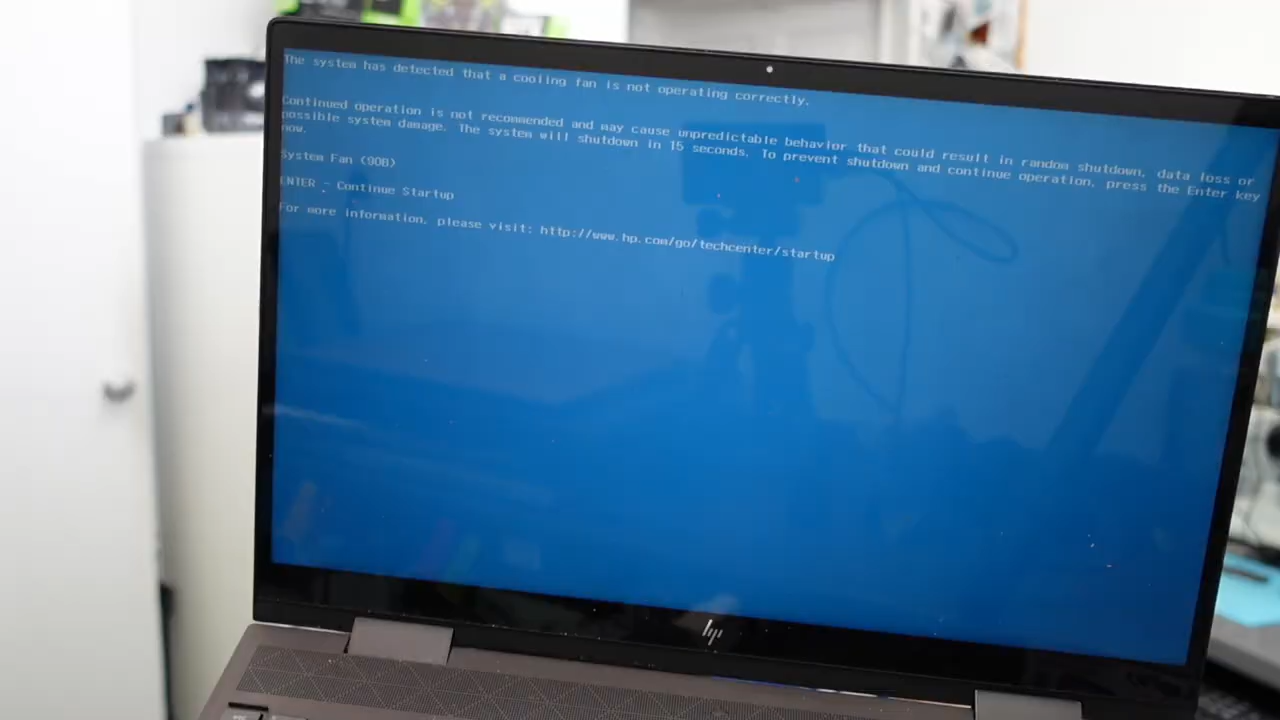 The system has detected that a cooling fan is not operating correctly.
Continued operation is not recommended and may cause unpredictable behavior that could result in random shutdown, data loss or
possible system damage. The system will shutdown in 15 seconds. To prevent shutdown and continue operation, press the Enter key
now.
System Fan (90B)
ENTER - Continue Startup
For more information, please visit: http://www.hp.com/go/techcenter/startup
hp